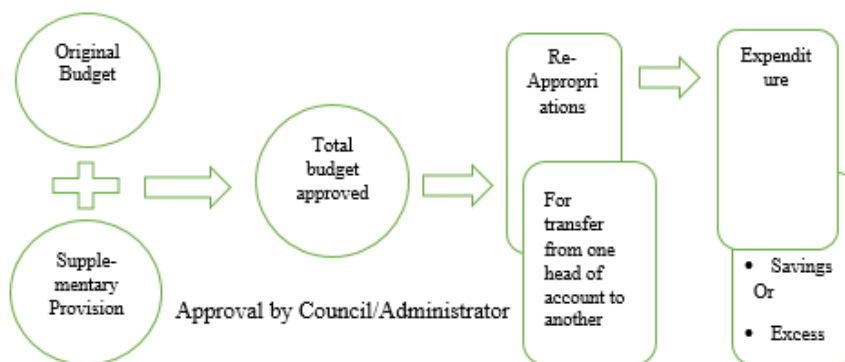 Original
Budget
Supple-
mentary
Provision
Total
budget
approved
Approval by Council/Administrator
Re-
Appropri
ations
For
transfer
from one
head of
account to
another
Expendit
ure
• Savings
Or
• Excess